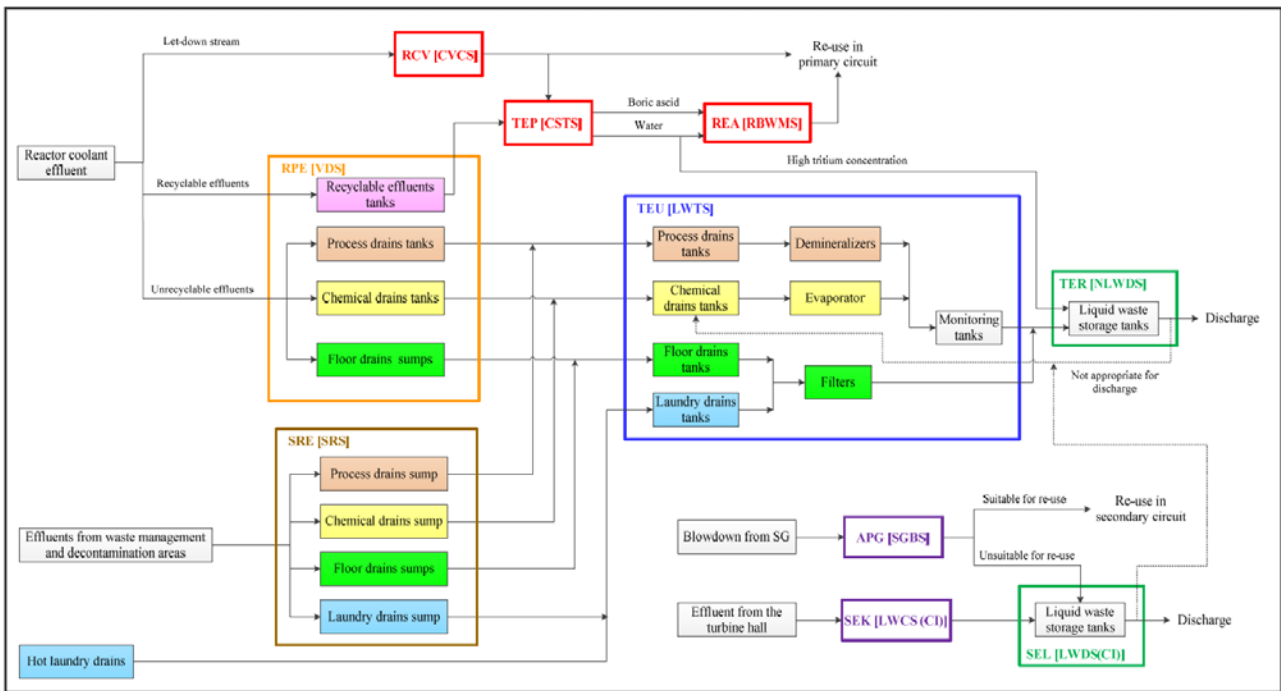 Let-down stream
RCV [CVCS]
Re-use in
primary circuit
Boric ascid
TEP [CSTS]
Water
REA [RBWMS]
Reactor coolant
effluent
High tritium concentration
RPE [VDS]
Recyclable effluents
Recyclable effluents
tanks
TEU [LWTS]
Process drains tanks
Process drains
tanks
Demineralizers
Unrecyclable effluents
Chemical drains tanks
Chemical
drains tanks
Evaporator
TER [NLWDS]
Liquid waste
storage tanks
Discharge
Monitoring
tanks
Floor drains sumps
Floor drains
tanks
Filters
Not appropriate for
discharge
Laundry drains
tanks
SRE [SRS]
Process drains sump
Chemical drains sump
Effluents from waste management
and decontamination areas
Floor drains sumps
Laundry drains sump
Hot laundry drains
Suitable for re-use
Re-use in
secondary circuit
Blowdown from SG
APG [SGBS]
Unsuitable for re-use
Effluent from the
turbine hall
SEK [LWCS (CI)]
Liquid waste
storage tanks
Discharge
SEL [LWDS(CI)]